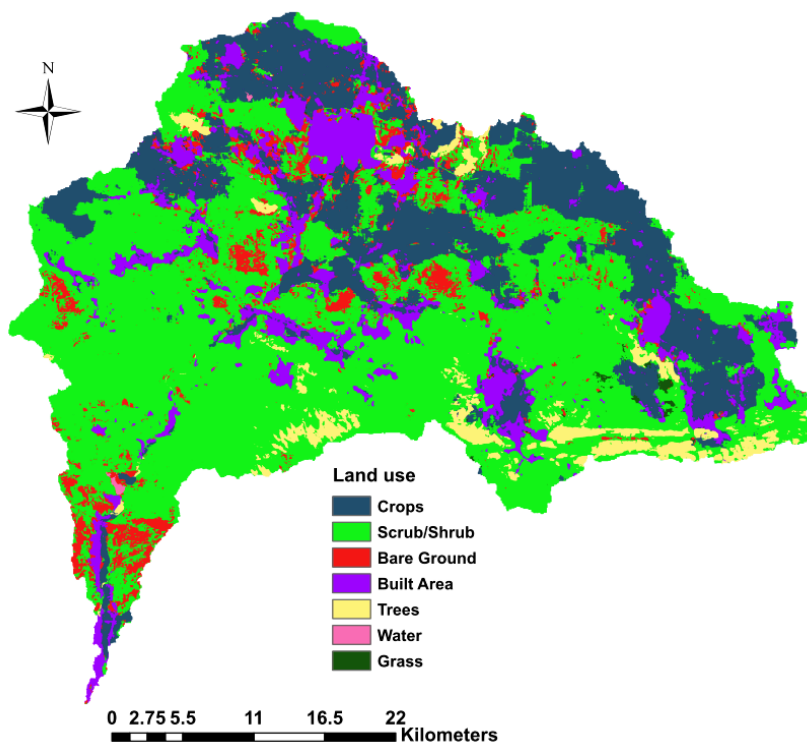 N
Land use
Crops
Scrub/Shrub
Bare Ground
Built Area
Trees
Water
Grass
0 2.75 5.5 11 16.5 22
Kilometers